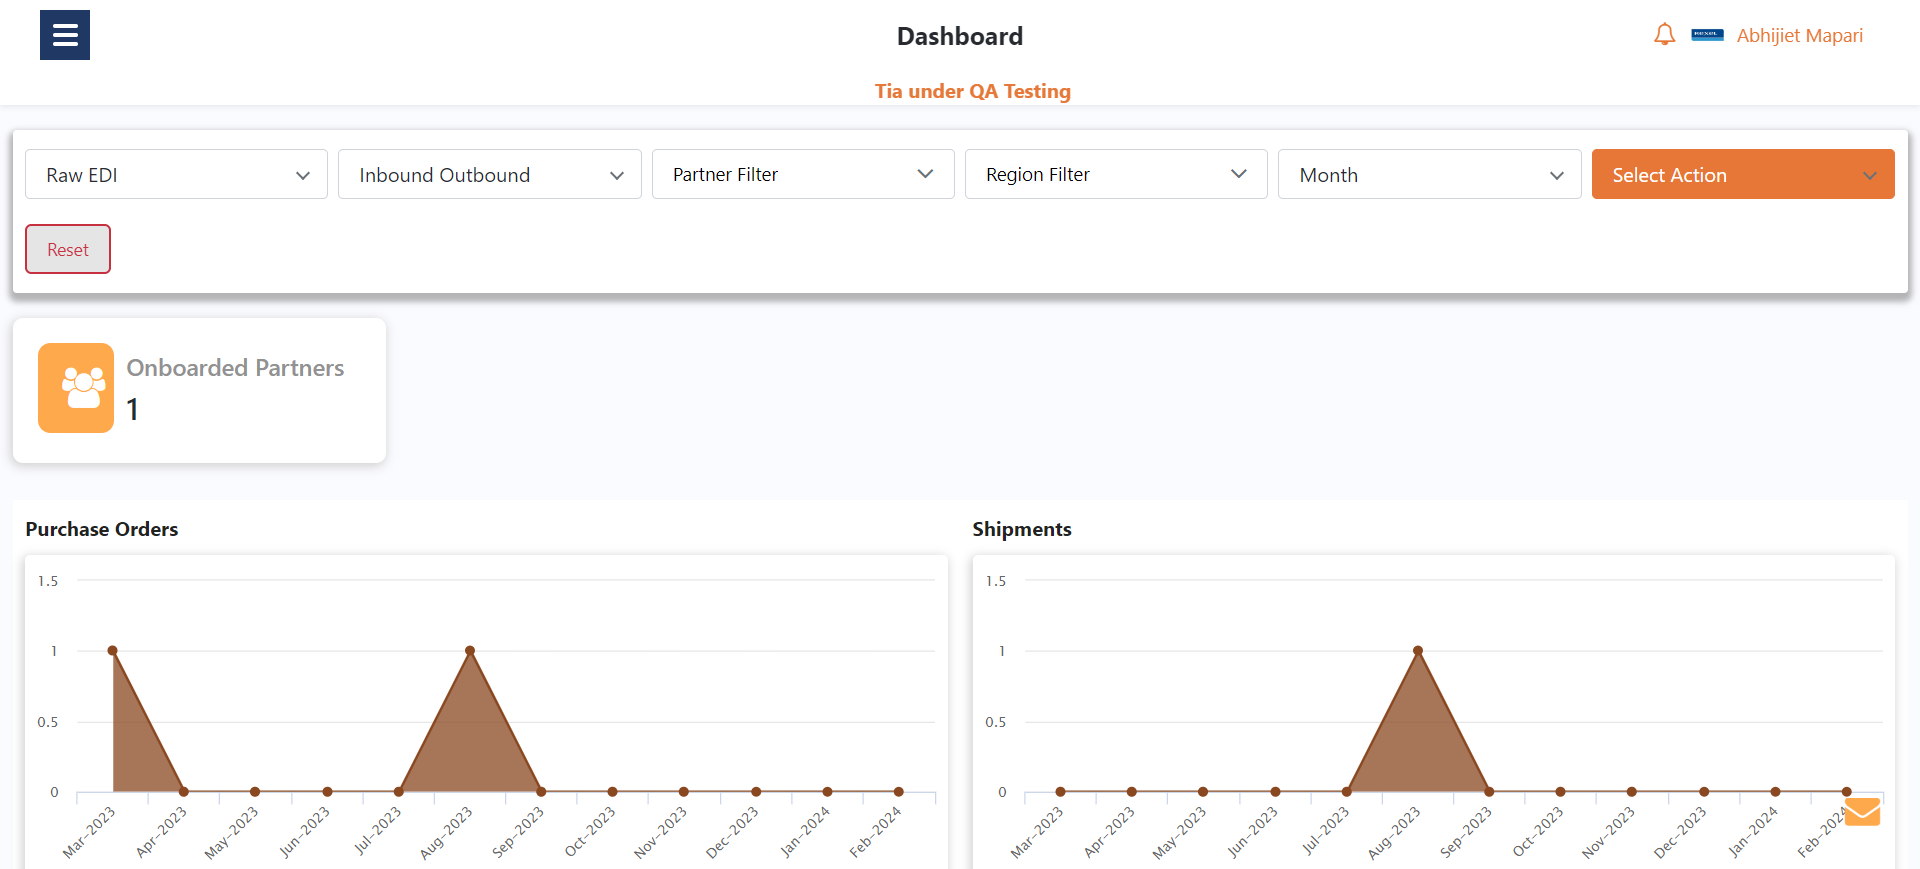 Dashboard
Abhijiet Mapari
Tia under QA Testing
Raw EDI
Inbound Outbound
Partner Filter
Region Filter
Month
Select Action
Reset
Onboarded Partners
1
Purchase Orders
1.5
1
0.5
0
Mar-2023
Apr-2023
May-2023
Jun-2023
Jul-2023
Aug-2023
Sep-2023
Oct-2023
Nov-2023
Dec-2023
Jan-2024
Feb-2024
Shipments
1.5
1
0.5
0
Mar-2023
Apr-2023
May-2023
Jun-2023
Jul-2023
Aug-2023
Sep-2023
Oct-2023
Nov-2023
Dec-2023
Jan-2024
Feb-2024